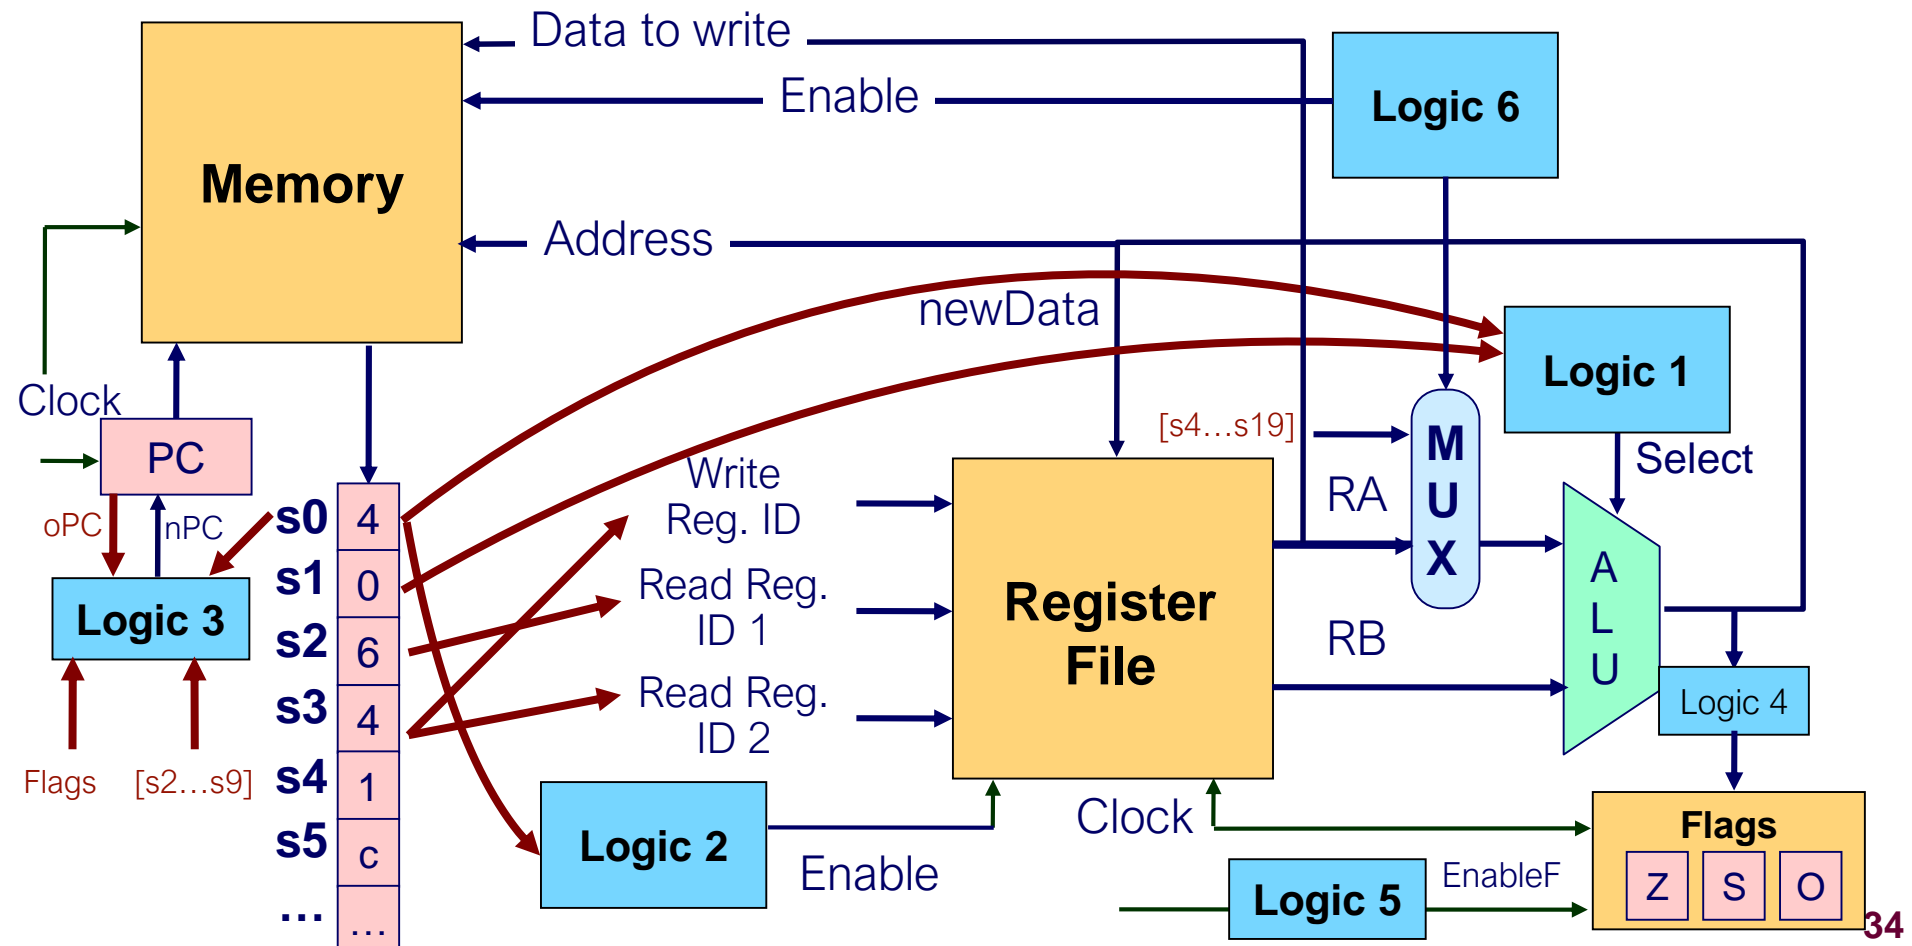 Data to write
Enable
Logic 6
Memory
Address
newData
Logic 1
Clock
[s4...s19]
M
U
X
Select
PC
Write
Reg. ID
RA
oPC
nPC
s0 4
s1 0
s2 6
s3 4
s4 1
s5 c
... ...
Logic 3
Read Reg.
ID 1
Register
File
A
L
U
RB
Read Reg.
ID 2
Logic 4
Flags
[s2...s9]
Logic 2
Enable
Clock
Flags
Z S O
Logic 5
EnableF
34